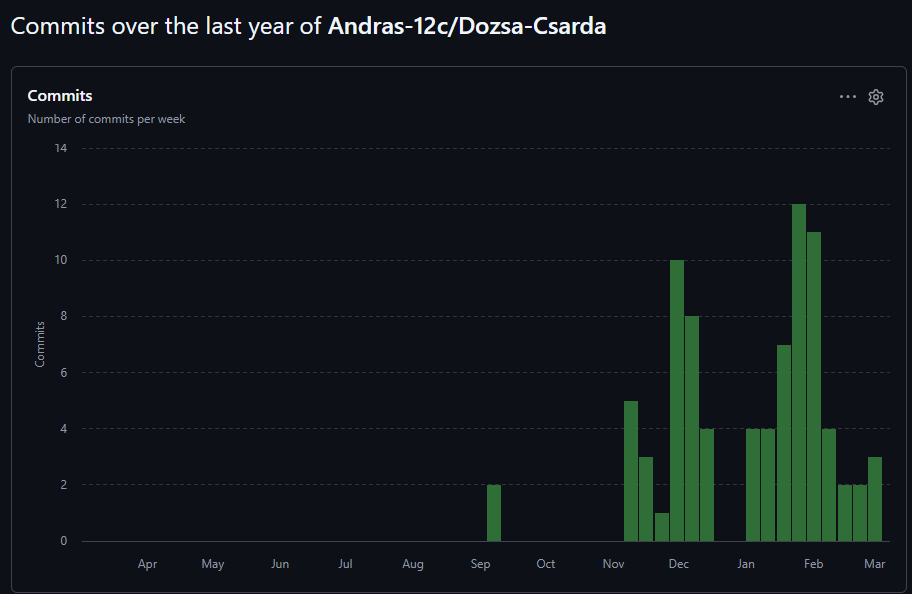 Commits over the last year of Andras-12c/Dozsa-Csarda
Commits
Number of commits per week
14
12
10
8
6
4
2
0
Commits
Apr May Jun Jul Aug Sep Oct Nov Dec Jan Feb Mar